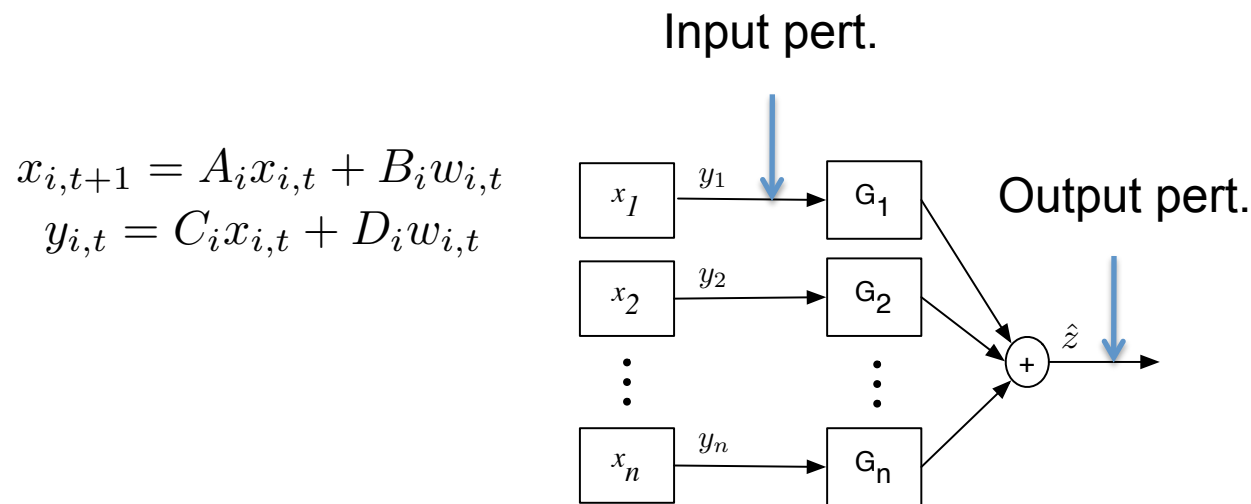 Input pert.
x_{i,t+1} = A_i x_{i,t} + B_i w_{i,t}
y_{i,t} = C_i x_{i,t} + D_i w_{i,t}
x_1 y_1 G_1
Output pert.
x_2 y_2 G_2
ẑ
+
x_n y_n G_n